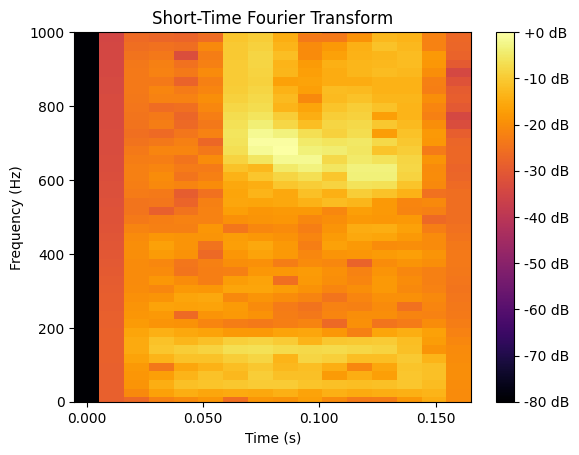 Short-Time Fourier Transform
1000
800
600
400
200
0
Frequency (Hz)
0.000
0.050
0.100
0.150
Time (s)
+0 dB
-10 dB
-20 dB
-30 dB
-40 dB
-50 dB
-60 dB
-70 dB
-80 dB